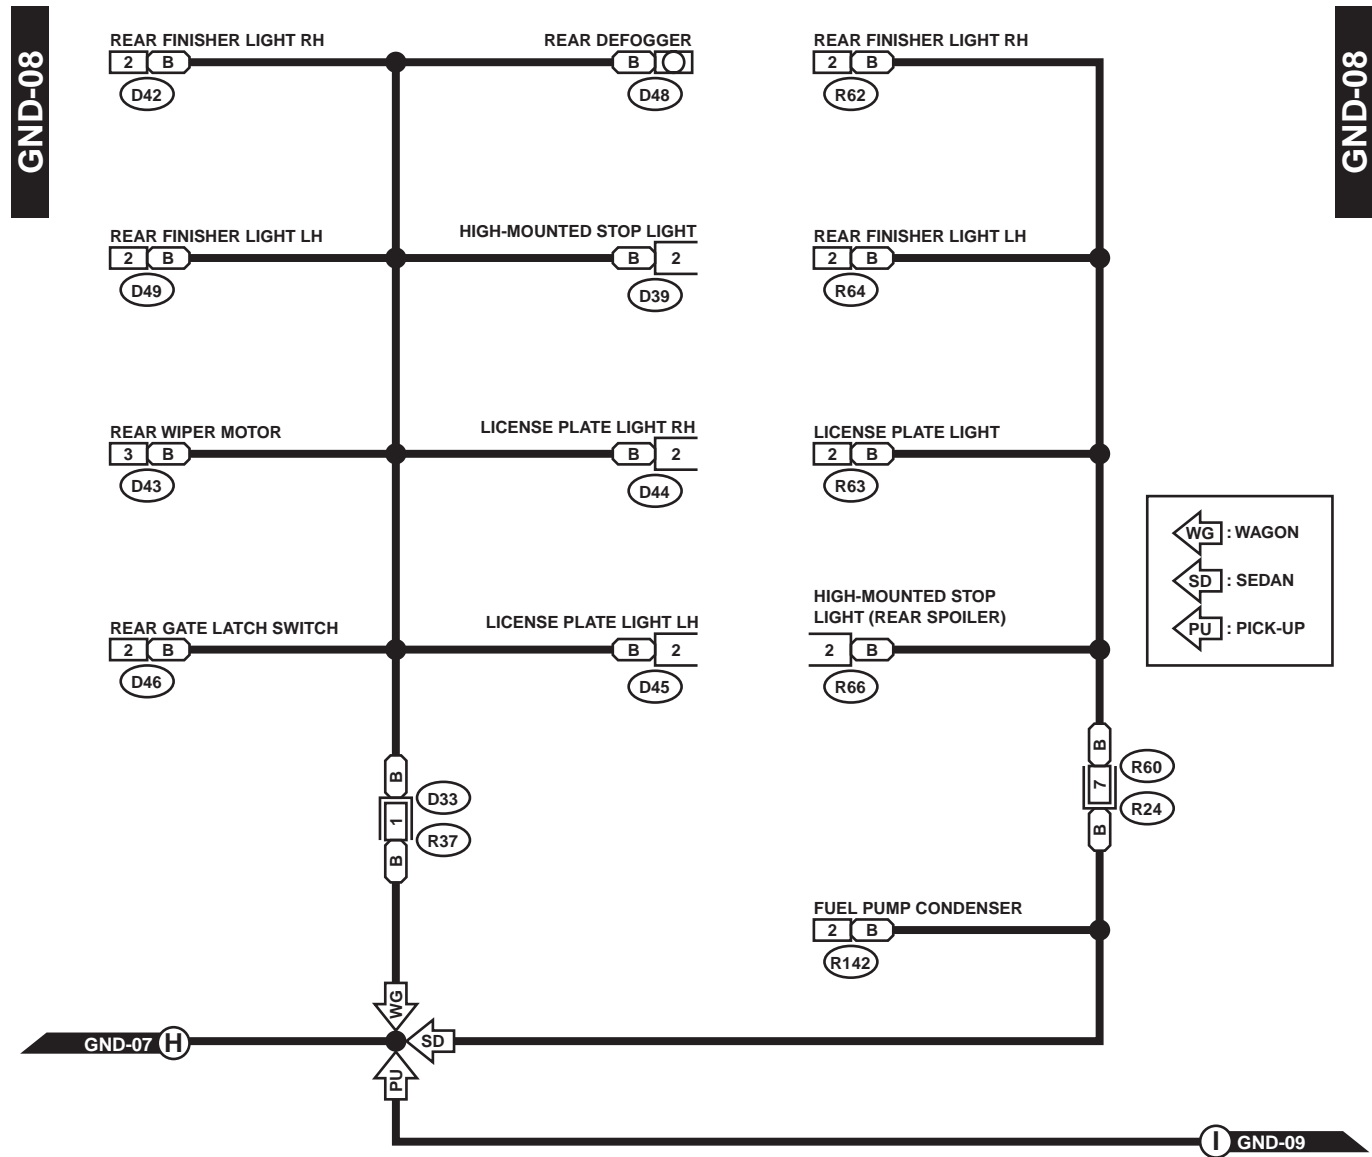 GND-08
GND-08
REAR FINISHER LIGHT RH
2 B
D42
REAR DEFOGGER
B
D48
REAR FINISHER LIGHT RH
2 B
R62
REAR FINISHER LIGHT LH
2 B
D49
HIGH-MOUNTED STOP LIGHT
B 2
D39
REAR FINISHER LIGHT LH
2 B
R64
REAR WIPER MOTOR
3 B
D43
LICENSE PLATE LIGHT RH
B 2
D44
LICENSE PLATE LIGHT
2 B
R63
WG : WAGON
SD : SEDAN
PU : PICK-UP
REAR GATE LATCH SWITCH
2 B
D46
LICENSE PLATE LIGHT LH
B 2
D45
HIGH-MOUNTED STOP
LIGHT (REAR SPOILER)
2 B
R66
B
D33
1
R37
B
B
R60
7
R24
B
FUEL PUMP CONDENSER
2 B
R142
WG
GND-07 H
SD
PU
I GND-09